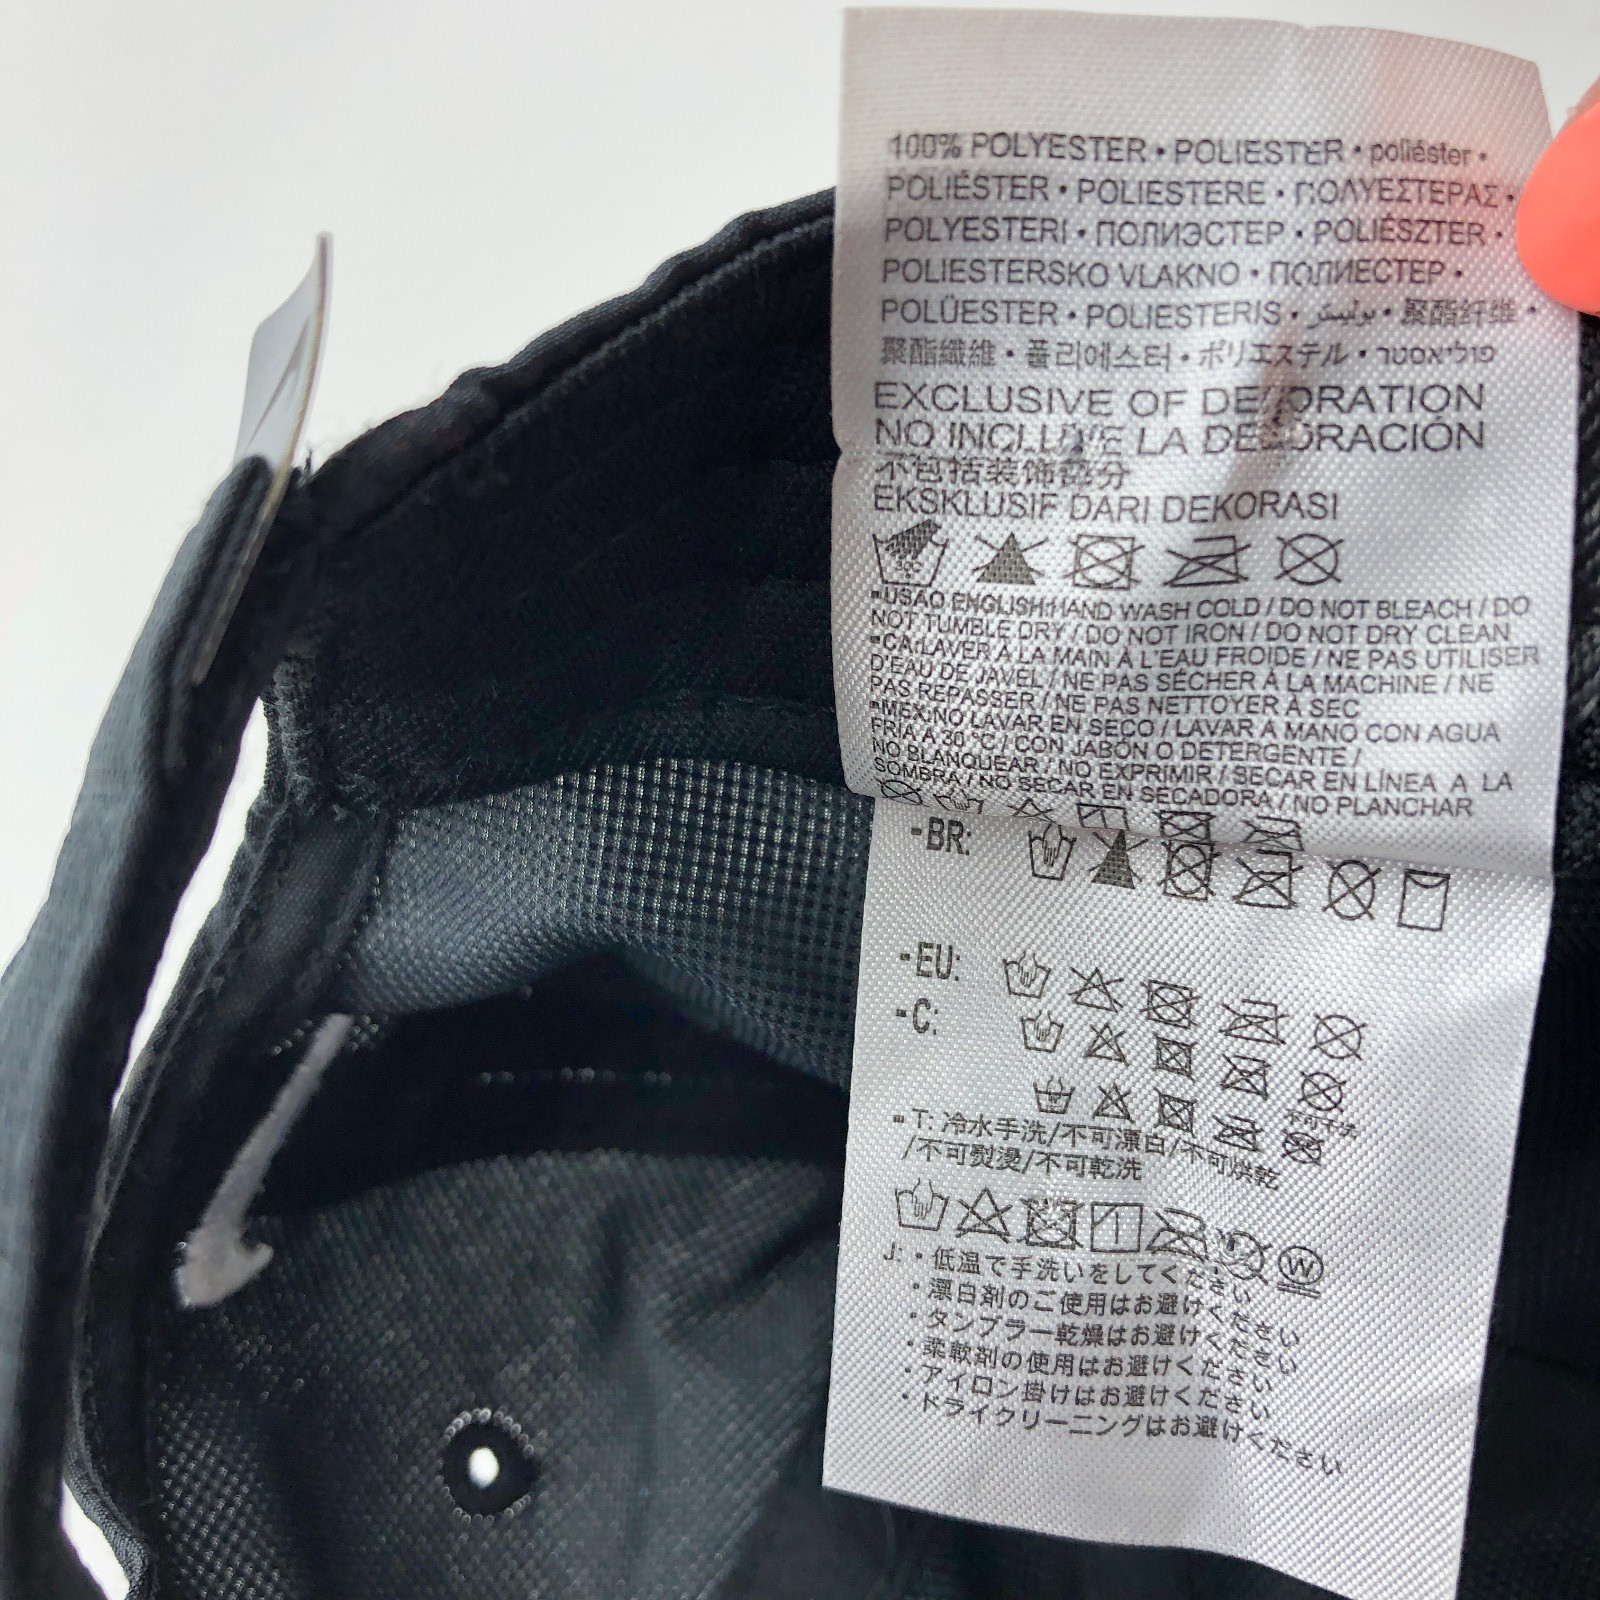 100% POLYESTER • POLIESTER • poliéster •
POLIÉSTER • POLIESTERE • ΠΟΛΥΕΣΤΕΡΑΣ •
POLYESTERI • ПОЛИЭСТЕР • POLIÉSZTER •
POLIESTERSKO VLAKNO • ПОЛИЕСТЕР •
POLÜESTER • POLIESTERIS • بوليستر • 聚酯纤维 •
聚酯纖維 • 폴리에스터 • ポリエステル • פוליאסטר
EXCLUSIVE OF DECORATION
NO INCLUYE LA DECORACIÓN
不包括装饰部分
EKSKLUSIF DARI DEKORASI
30C
▪USAO ENGLISH:HAND WASH COLD / DO NOT BLEACH / DO
NOT TUMBLE DRY / DO NOT IRON / DO NOT DRY CLEAN
▪CA:LAVER A LA MAIN À L'EAU FROIDE / NE PAS UTILISER
D'EAU DE JAVEL / NE PAS SÉCHER À LA MACHINE / NE
PAS REPASSER / NE PAS NETTOYER À SEC
▪MEX:NO LAVAR EN SECO / LAVAR A MANO CON AGUA
FRÍA A 30 °C / CON JABÓN O DETERGENTE /
NO BLANQUEAR / NO EXPRIMIR / SECAR EN LÍNEA A LA
SOMBRA / NO SECAR EN SECADORA / NO PLANCHAR
-BR:
-EU:
-C:
▪T: 冷水手洗/不可漂白/不可烘乾
/不可熨燙/不可乾洗
W
J: ・低温で手洗いをしてください
・漂白剤のご使用はお避けください
・タンブラー乾燥はお避けください
・柔軟剤の使用はお避けください
・アイロン掛けはお避けください
・ドライクリーニングはお避けください